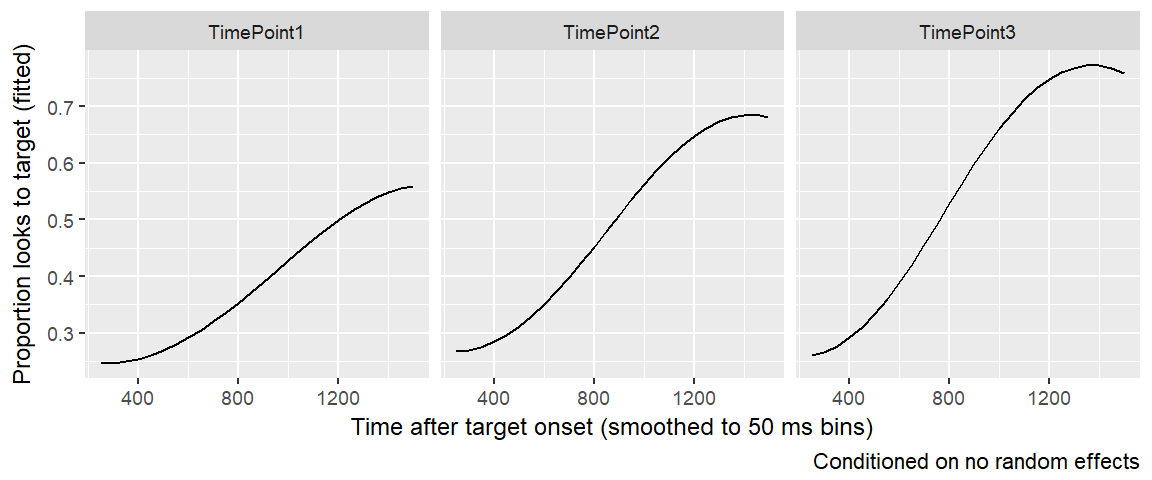 TimePoint1 TimePoint2 TimePoint3
Proportion looks to target (fitted)
0.7
0.6
0.5
0.4
0.3
400 800 1200 400 800 1200 400 800 1200
Time after target onset (smoothed to 50 ms bins)
Conditioned on no random effects